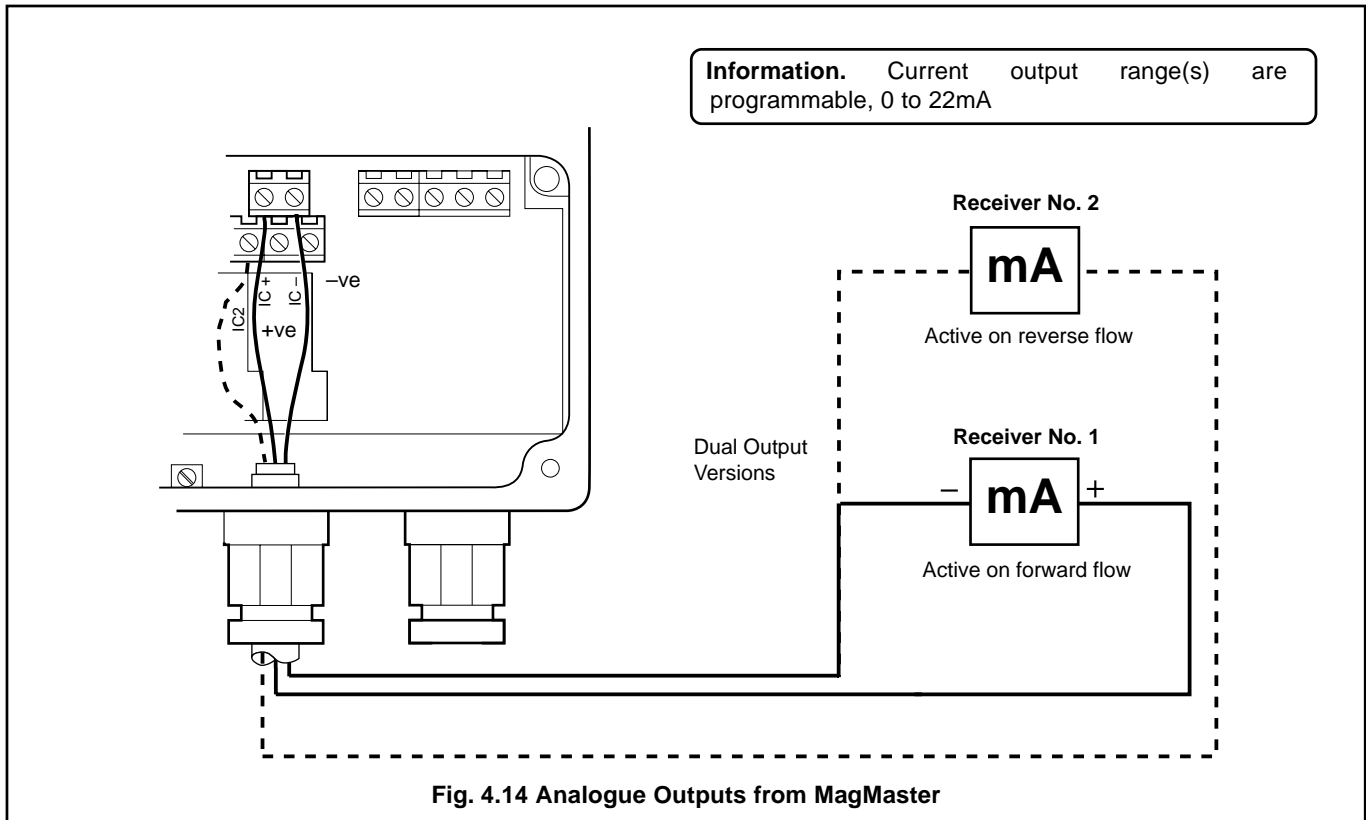 Information. Current output range(s) are
programmable, 0 to 22mA
–ve
IC +
IC –
IC2
+ve
Receiver No. 2
mA
Active on reverse flow
Dual Output
Versions
Receiver No. 1
– mA +
Active on forward flow
Fig. 4.14 Analogue Outputs from MagMaster